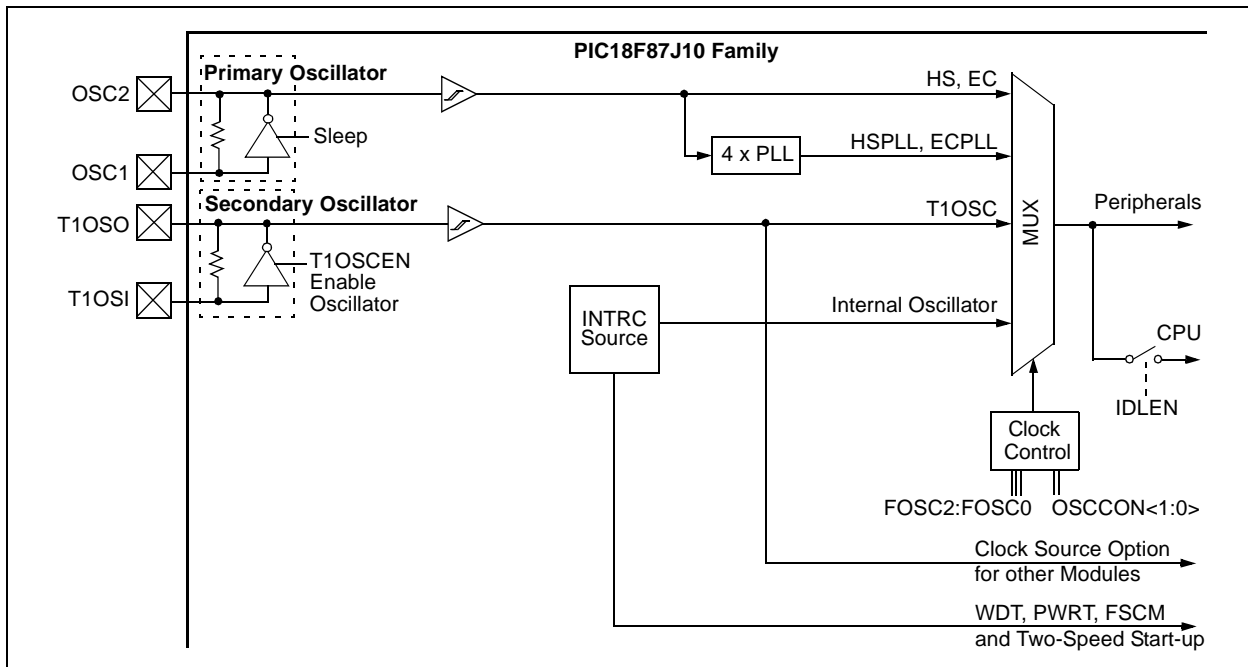 PIC18F87J10 Family
Primary Oscillator
OSC2
HS, EC
Sleep
4 x PLL
HSPLL, ECPLL
OSC1
Secondary Oscillator
T1OSO
T1OSC
MUX
Peripherals
T1OSCEN
Enable
Oscillator
T1OSI
INTRC
Source
Internal Oscillator
CPU
IDLEN
Clock
Control
FOSC2:FOSC0
OSCCON<1:0>
Clock Source Option
for other Modules
WDT, PWRT, FSCM
and Two-Speed Start-up